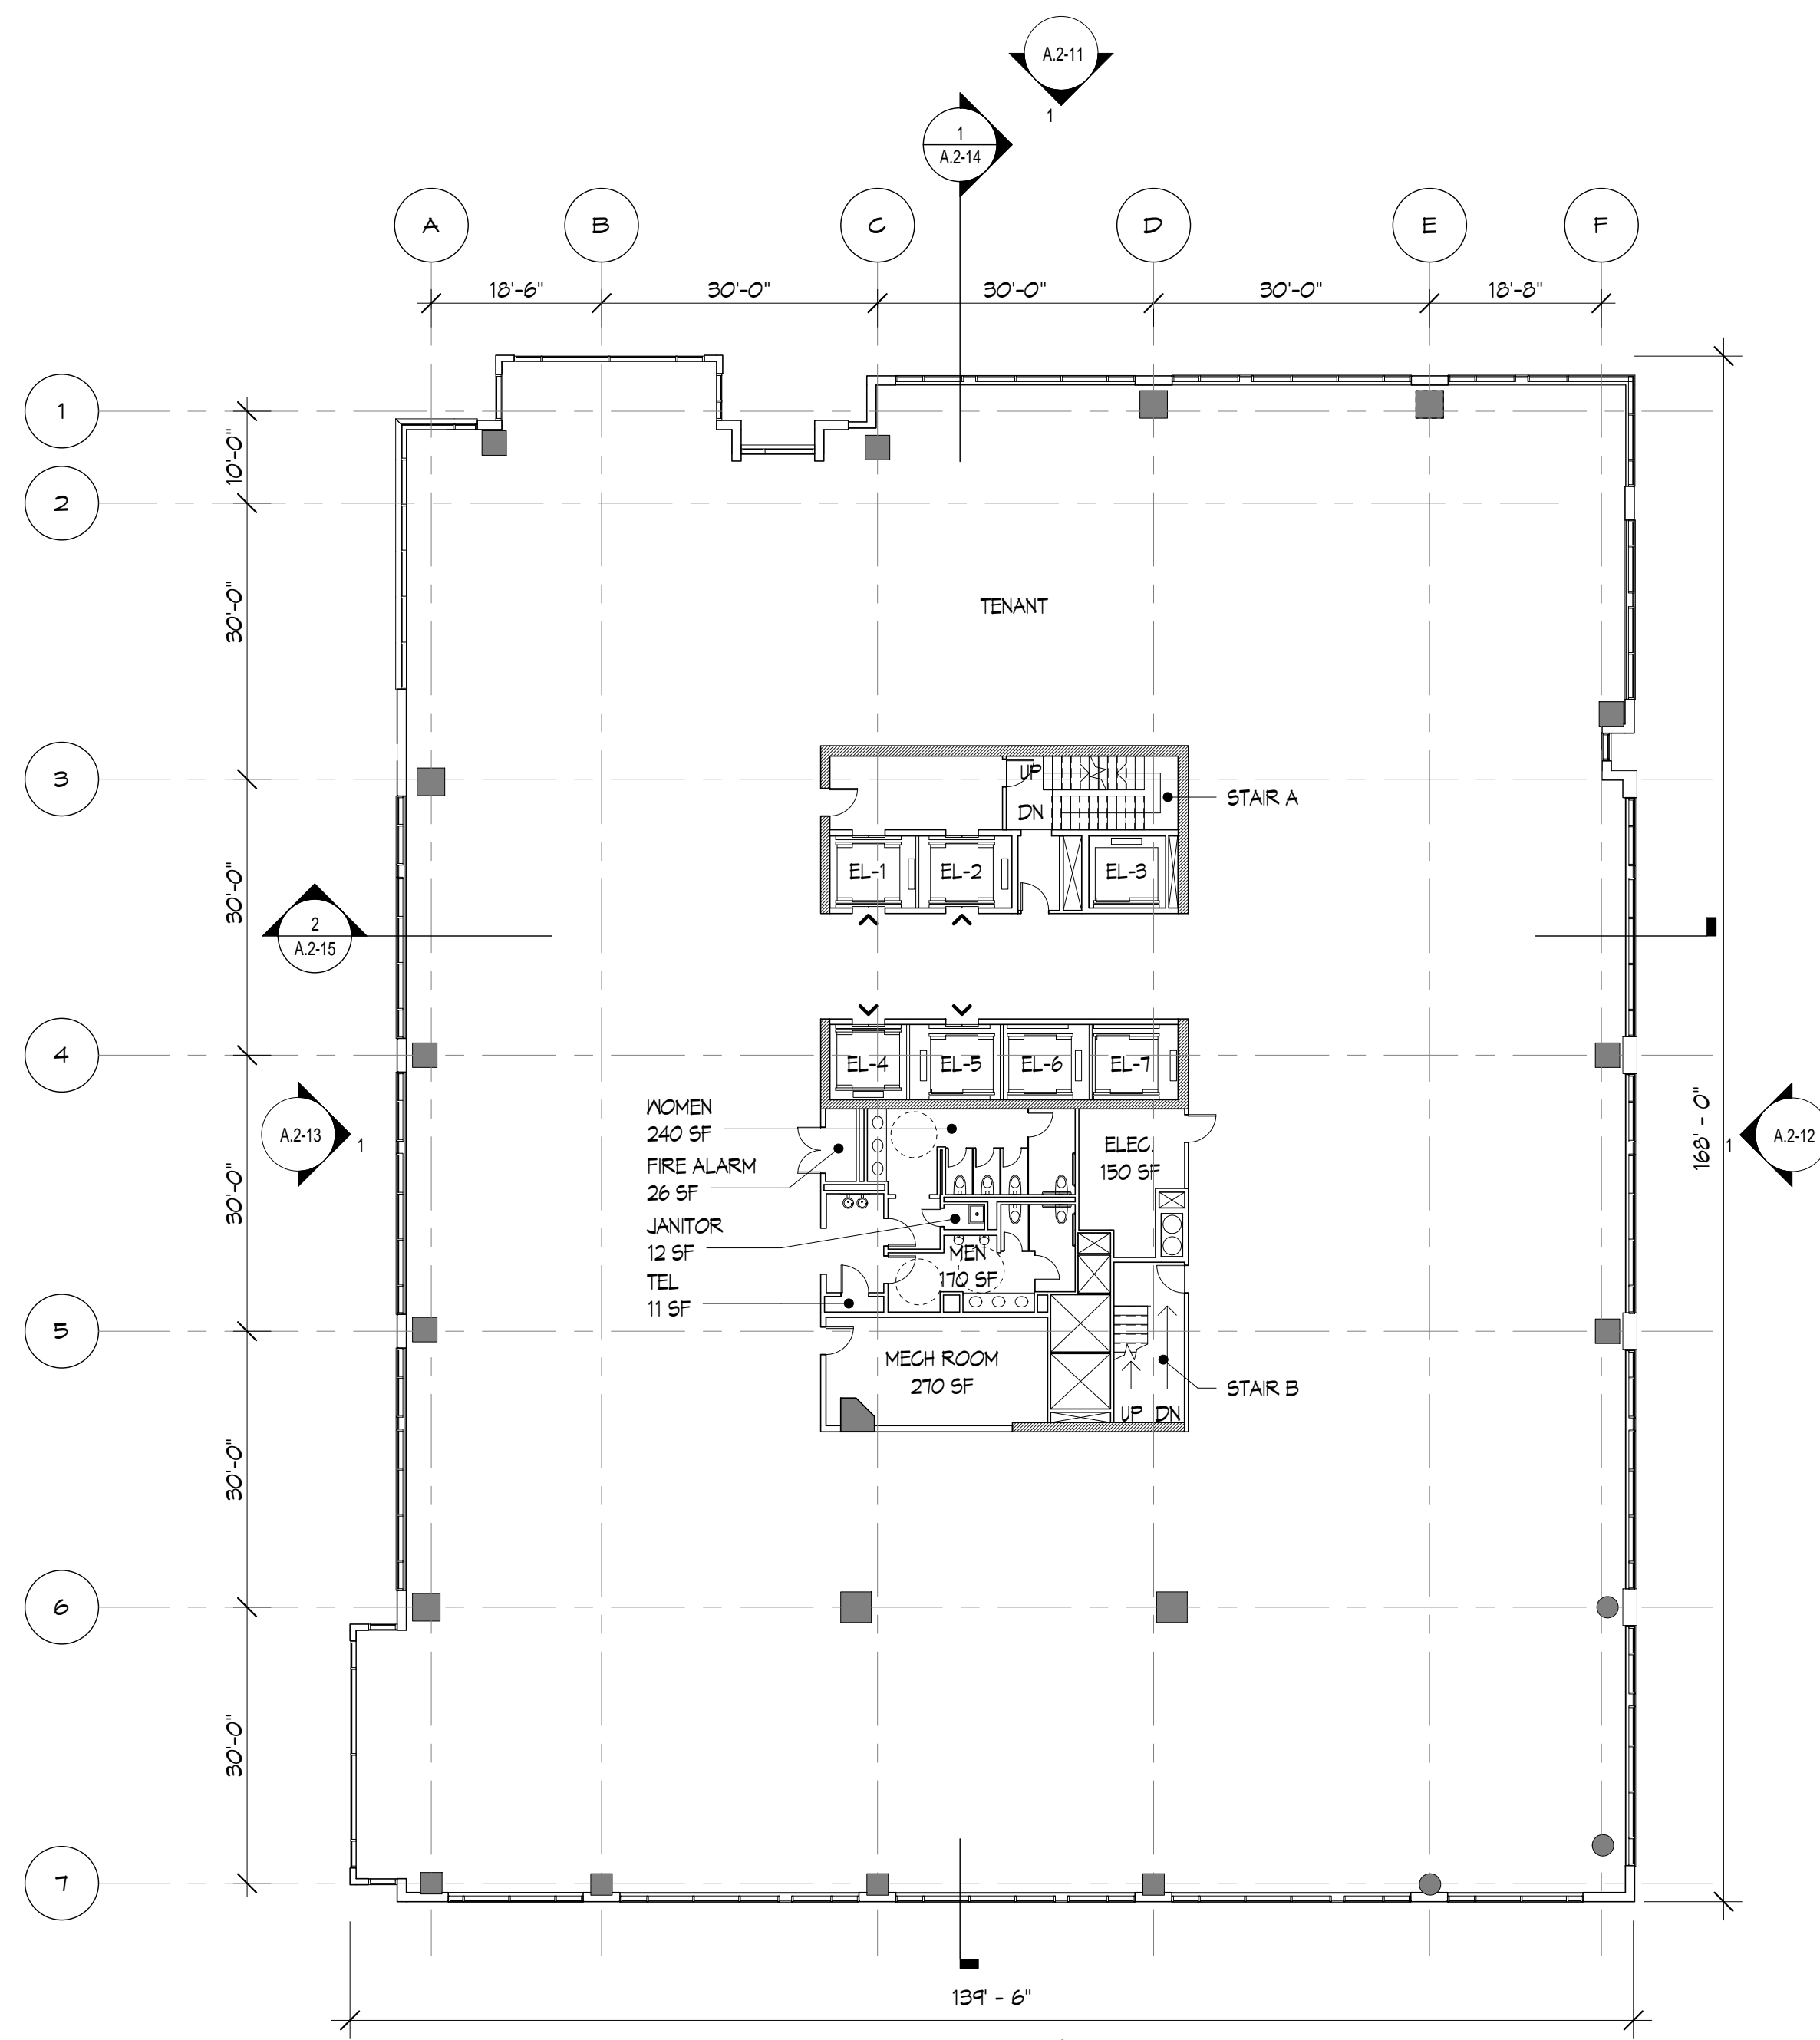 A.2-11
1
1
A.2-14
A
B
C
D
E
F
18'-6"
30'-0"
30'-0"
30'-0"
18'-8"
1
10'-0"
2
30'-0"
TENANT
3
UP
DN
STAIR A
30'-0"
EL-1
EL-2
EL-3
2
A.2-15
4
EL-4
EL-5
EL-6
EL-7
A.2-13
1
WOMEN
240 SF
FIRE ALARM
26 SF
JANITOR
12 SF
TEL
11 SF
ELEC.
150 SF
MEN
170 SF
30'-0"
168' - 0"
1
A.2-12
5
MECH ROOM
270 SF
STAIR B
UP
DN
30'-0"
6
30'-0"
7
139' - 6"